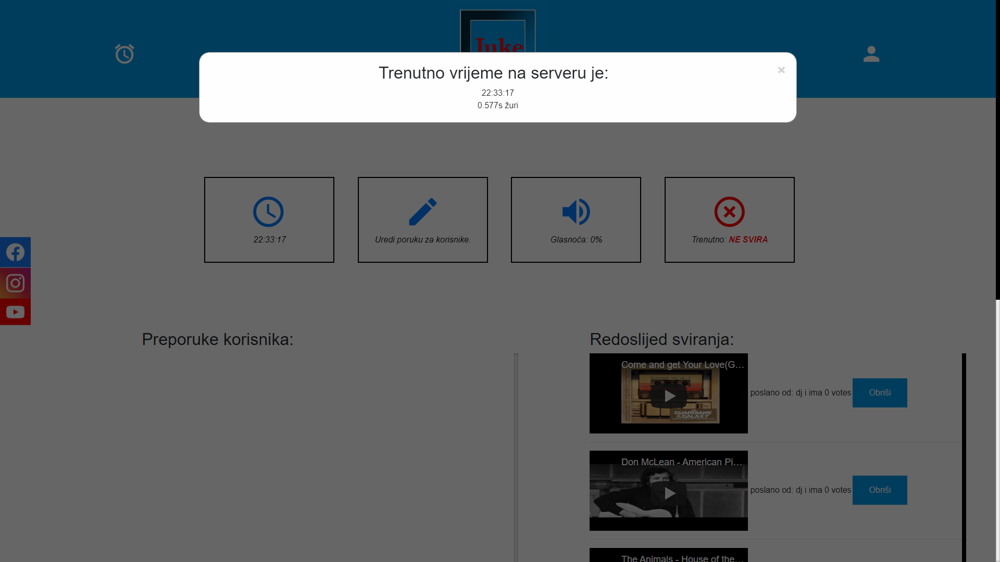 Juke
Trenutno vrijeme na serveru je:
×
22:33:17
0.577s žuri
22:33:17
Uredi poruku za korisnike.
Glasnoća: 0%
Trenutno: NE SVIRA
Preporuke korisnika:
Redoslijed sviranja:
Come and get Your Love(G...
GUARDIANS
OF THE
GALAXY
poslano od: dj i ima 0 votes
Obriši
Don McLean - American Pi...
poslano od: dj i ima 0 votes
Obriši
The Animals - House of the...